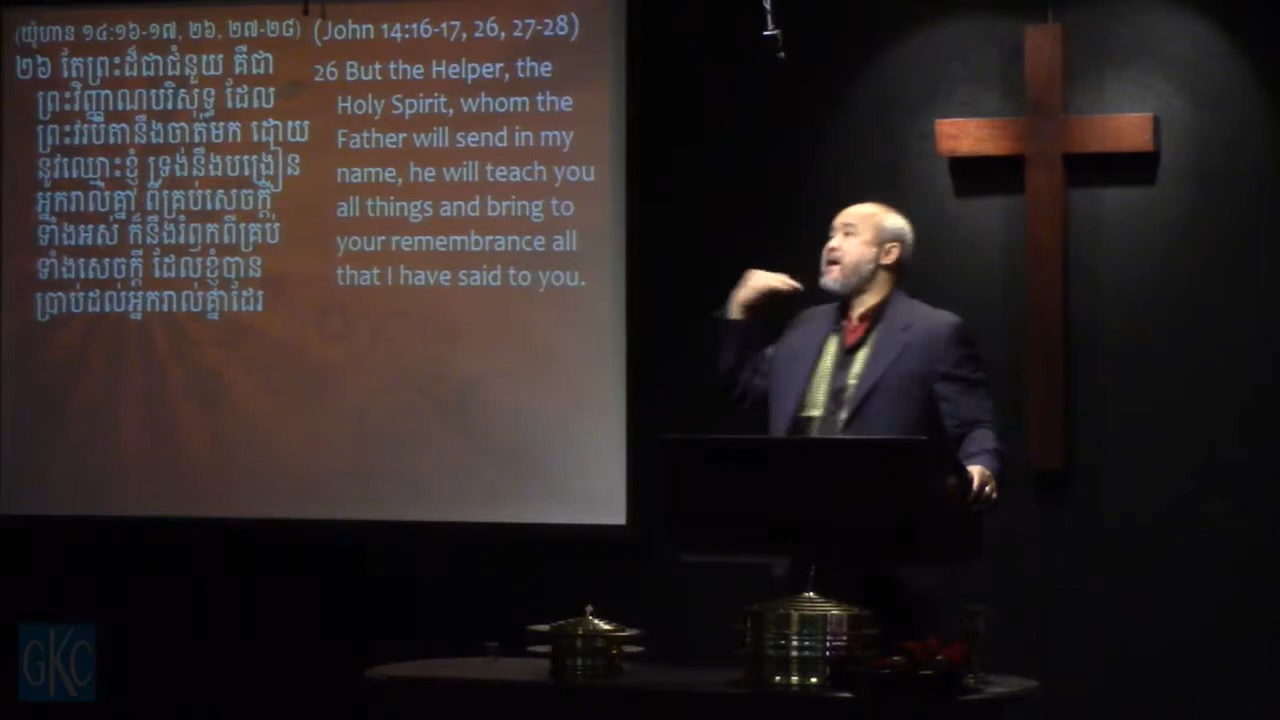 (យ៉ូហាន ១៤:១៦-១៧, ២៦, ២៧-២៨)
២៦ តែព្រះដ៏ជាជំនួយ គឺជា
ព្រះវិញ្ញាណបរិសុទ្ធ ដែល
ព្រះវរបិតានឹងចាត់មក ដោយ
នូវឈ្មោះខ្ញុំ ទ្រង់នឹងបង្រៀន
អ្នករាល់គ្នា ពីគ្រប់សេចក្ដី
ទាំងអស់ ក៏នឹងរំឭកពីគ្រប់
ទាំងសេចក្ដី ដែលខ្ញុំបាន
ប្រាប់ដល់អ្នករាល់គ្នាដែរ
(John 14:16-17, 26, 27-28)
26 But the Helper, the
Holy Spirit, whom the
Father will send in my
name, he will teach you
all things and bring to
your remembrance all
that I have said to you.
GKC